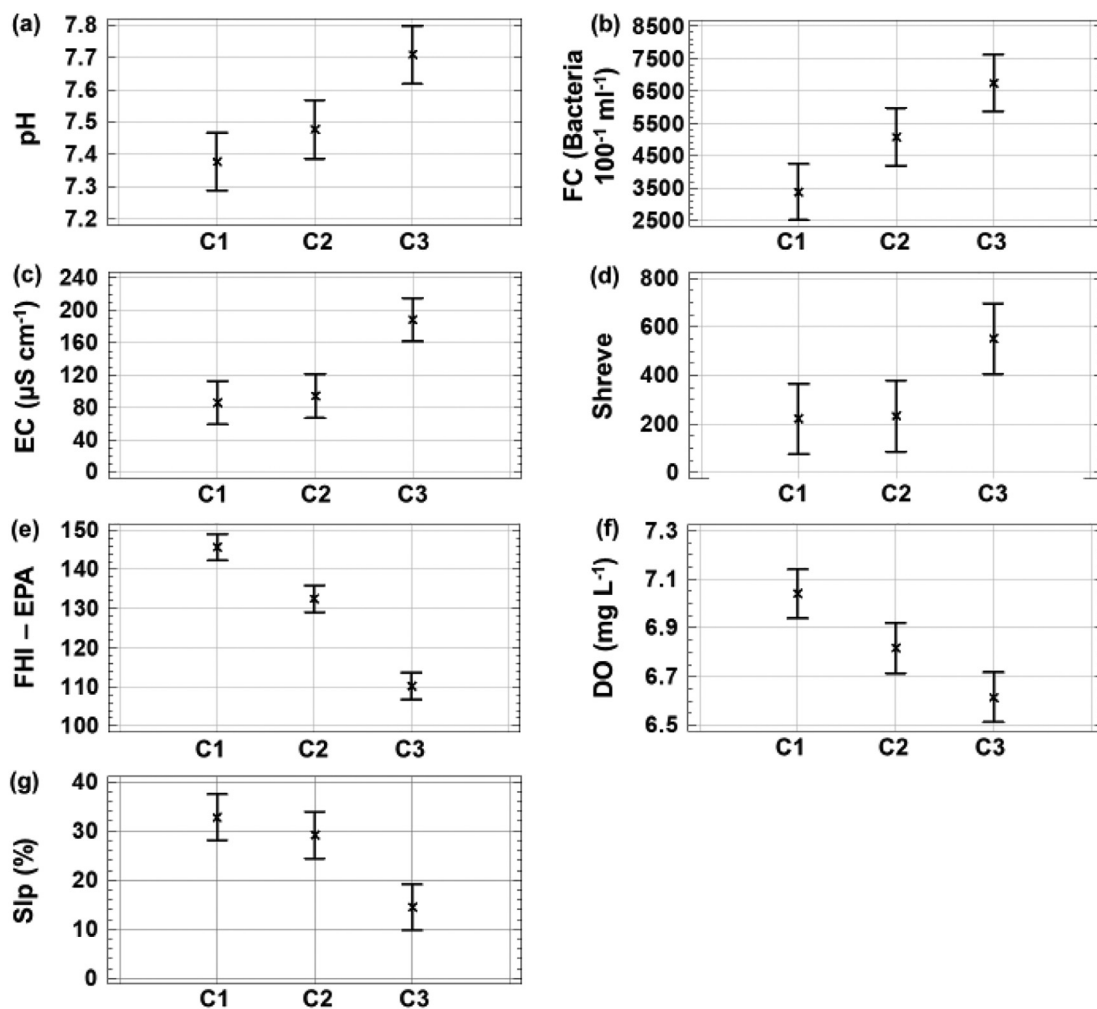 (a)
pH
7.8
7.7
7.6
7.5
7.4
7.3
7.2
C1 C2 C3
(b)
FC (Bacteria
100⁻¹ ml⁻¹)
8500
7500
6500
5500
4500
3500
2500
C1 C2 C3
(c)
EC (µS cm⁻¹)
240
200
160
120
80
40
0
C1 C2 C3
(d)
Shreve
800
600
400
200
0
C1 C2 C3
(e)
FHI – EPA
150
140
130
120
110
100
C1 C2 C3
(f)
DO (mg L⁻¹)
7.3
7.1
6.9
6.7
6.5
C1 C2 C3
(g)
Slp (%)
40
30
20
10
0
C1 C2 C3